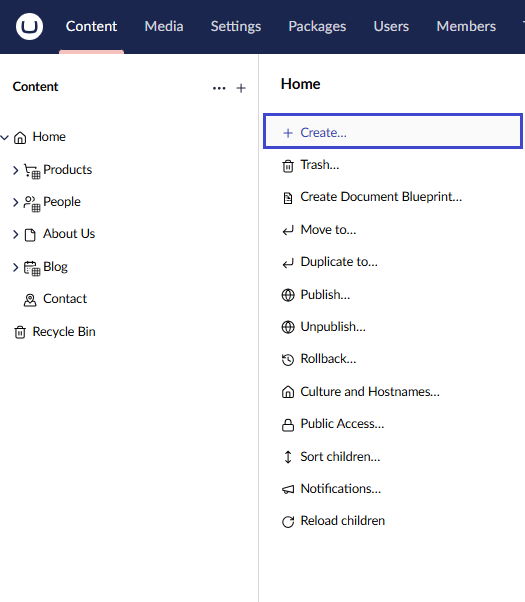 Content Media Settings Packages Users Members
Content
Home
Products
People
About Us
Blog
Contact
Recycle Bin
Home
Create...
Trash...
Create Document Blueprint...
Move to...
Duplicate to...
Publish...
Unpublish...
Rollback...
Culture and Hostnames...
Public Access...
Sort children...
Notifications...
Reload children